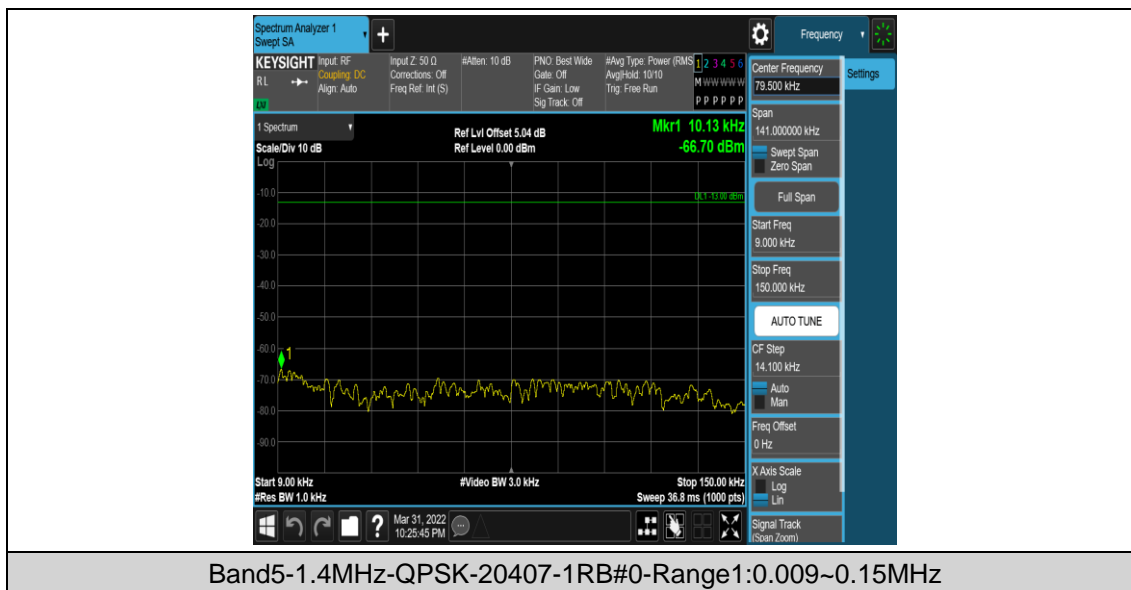 Spectrum Analyzer 1
Swept SA
+
Frequency
KEYSIGHT
RL
LXI
Input: RF
Coupling: DC
Align: Auto
Input Z: 50 Ω
Corrections: Off
Freq Ref: Int (S)
#Atten: 10 dB
PNO: Best Wide
Gate: Off
IF Gain: Low
Sig Track: Off
#Avg Type: Power (RMS
Avg|Hold: 10/10
Trig: Free Run
1 2 3 4 5 6
M W W W W W
P P P P P P
Center Frequency
79.500 kHz
Settings
Span
141.000000 kHz
Swept Span
Zero Span
Full Span
Start Freq
9.000 kHz
Stop Freq
150.000 kHz
AUTO TUNE
CF Step
14.100 kHz
Auto
Man
Freq Offset
0 Hz
X Axis Scale
Log
Lin
Signal Track
(Span Zoom)
1 Spectrum
Scale/Div 10 dB
Log
Ref Lvl Offset 5.04 dB
Ref Level 0.00 dBm
Mkr1 10.13 kHz
-66.70 dBm
DL1 -13.00 dBm
-10.0
-20.0
-30.0
-40.0
-50.0
-60.0
1
-70.0
-80.0
-90.0
Start 9.00 kHz
#Res BW 1.0 kHz
#Video BW 3.0 kHz
Stop 150.00 kHz
Sweep 36.8 ms (1000 pts)
?
Mar 31, 2022
10:25:45 PM
Band5-1.4MHz-QPSK-20407-1RB#0-Range1:0.009~0.15MHz